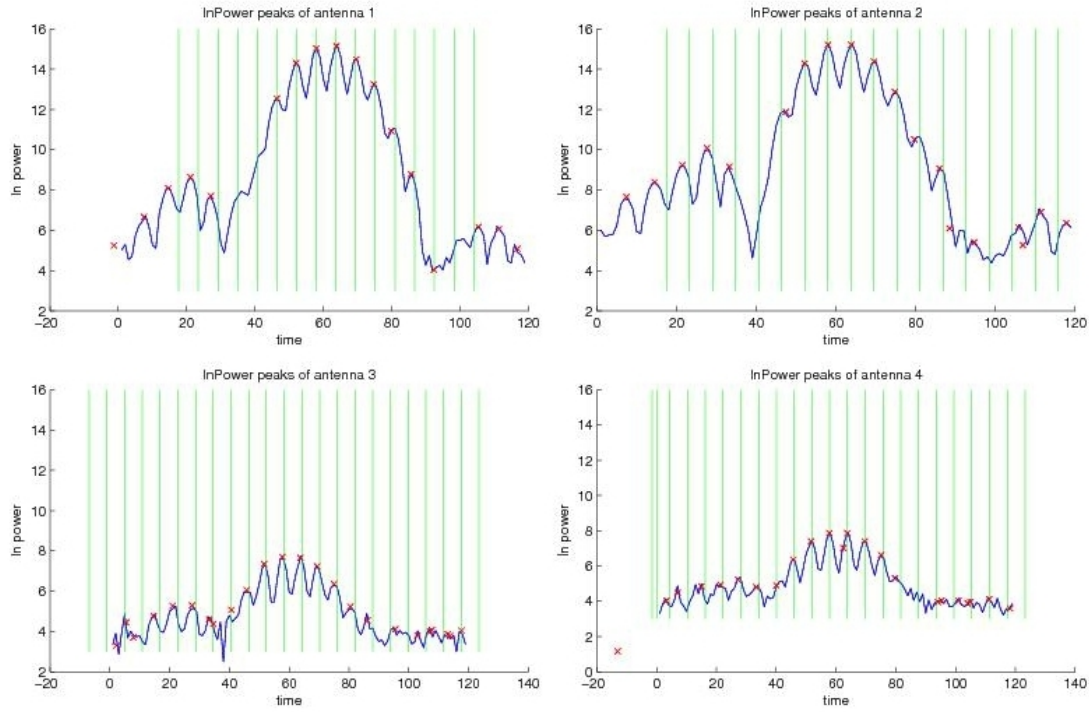 lnPower peaks of antenna 1
16
14
12
10
8
6
4
2
ln power
-20 0 20 40 60 80 100 120
time
lnPower peaks of antenna 2
16
14
12
10
8
6
4
2
ln power
0 20 40 60 80 100 120
time
lnPower peaks of antenna 3
16
14
12
10
8
6
4
2
ln power
-20 0 20 40 60 80 100 120 140
time
lnPower peaks of antenna 4
16
14
12
10
8
6
4
2
0
ln power
-20 0 20 40 60 80 100 120 140
time